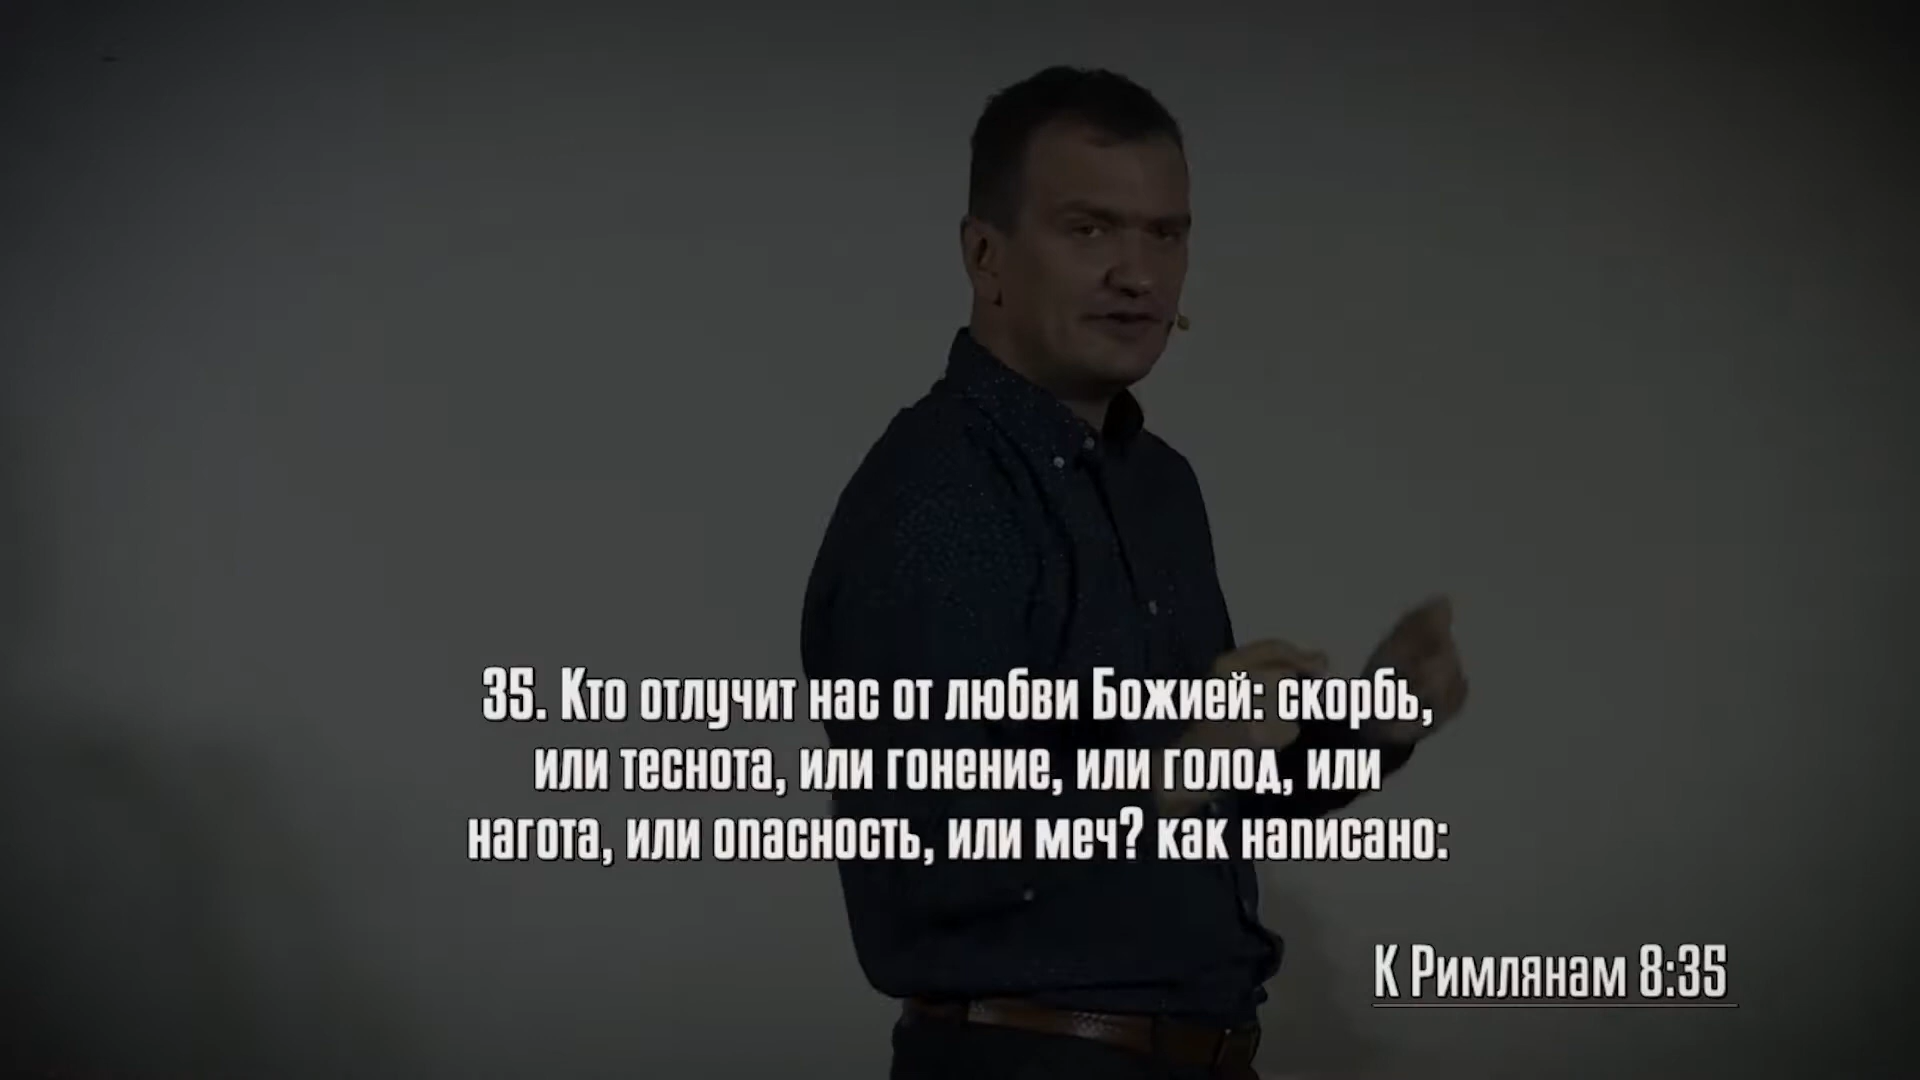 35. Кто отлучит нас от любви Божией: скорбь,
или теснота, или гонение, или голод, или
нагота, или опасность, или меч? как написано:
К Римлянам 8:35